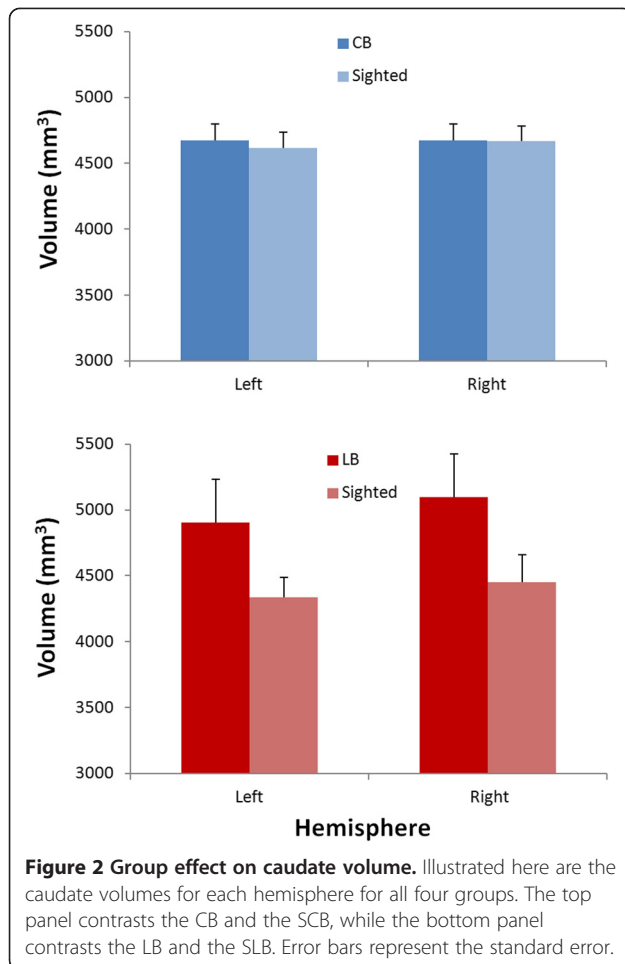 5500
CB
Sighted
5000
4500
4000
3500
3000
Volume (mm³)
Left
Right
5500
LB
Sighted
5000
4500
4000
3500
3000
Volume (mm³)
Left
Right
Hemisphere
Figure 2 Group effect on caudate volume. Illustrated here are the
caudate volumes for each hemisphere for all four groups. The top
panel contrasts the CB and the SCB, while the bottom panel
contrasts the LB and the SLB. Error bars represent the standard error.